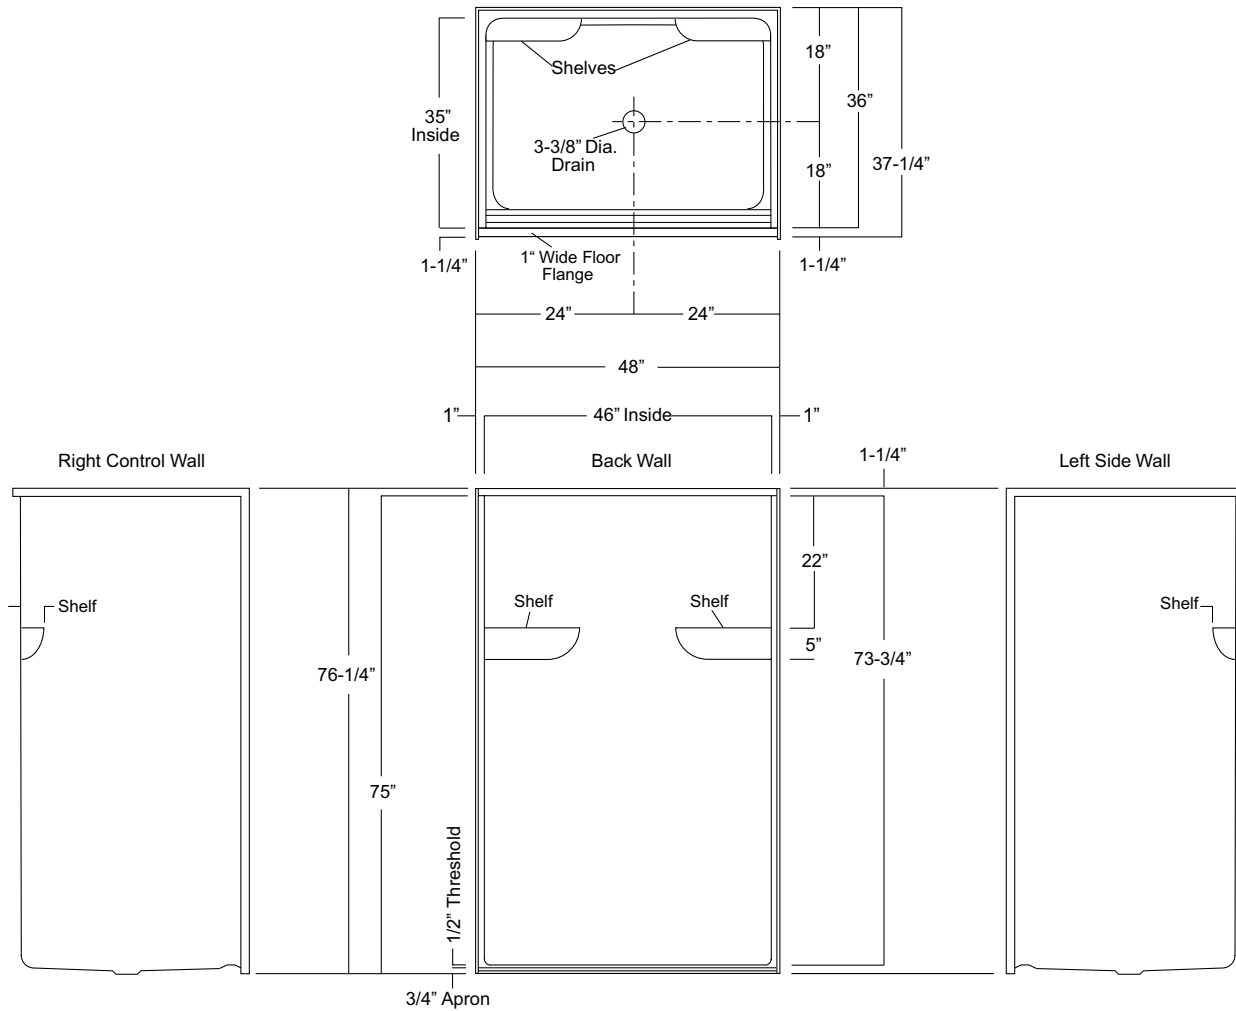 18”
Shelves
36”
35”
Inside
3-3/8” Dia.
Drain
37-1/4”
18”
1“ Wide Floor
Flange
1-1/4”
1-1/4”
24”
24”
48”
1”
46” Inside
1”
Right Control Wall
Back Wall
1-1/4”
Left Side Wall
22”
Shelf
Shelf
Shelf
Shelf
5”
73-3/4”
76-1/4”
75”
1/2” Threshold
3/4” Apron